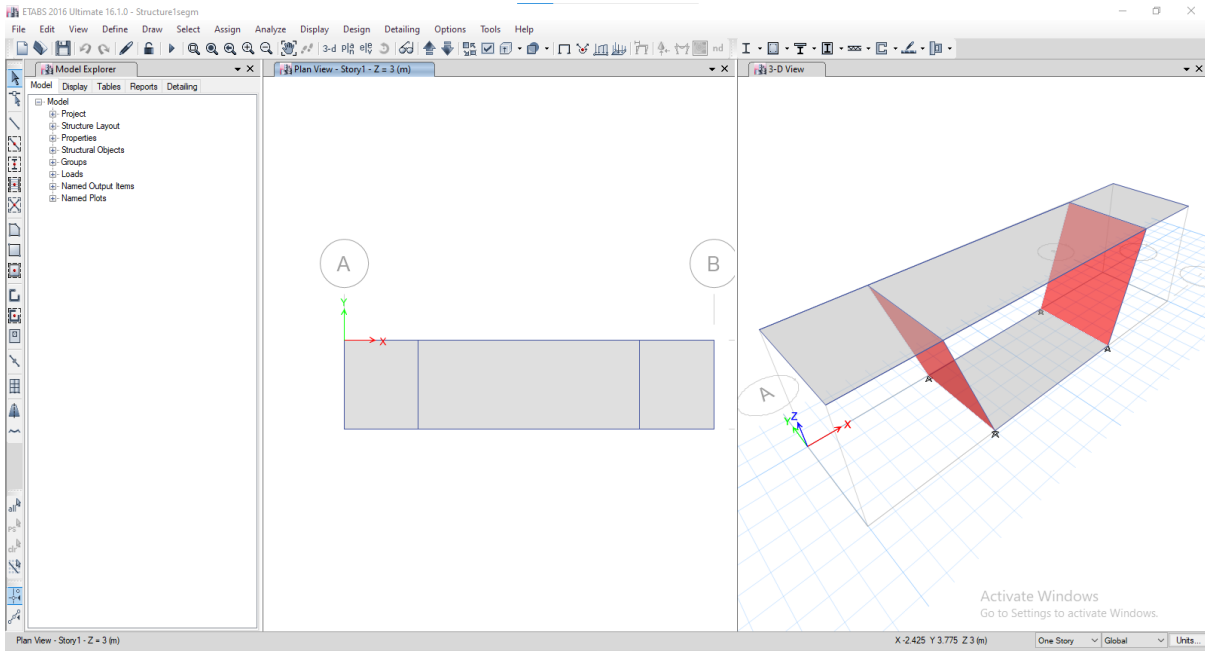 ETABS 2016 Ultimate 16.1.0 - Structure1segm
File Edit View Define Draw Select Assign Analyze Display Design Detailing Options Tools Help
3-d nd
Model Explorer
Plan View - Story1 - Z = 3 (m)
3-D View
Model Display Tables Reports Detailing
Model
Project
Structure Layout
Properties
Structural Objects
Groups
Loads
Named Output Items
Named Plots
A
B
Y
X
A
Z
Y
X
all
ps
clr
Activate Windows
Go to Settings to activate Windows.
Plan View - Story1 - Z = 3 (m)
X -2.425 Y 3.775 Z 3 (m)
One Story
Global
Units...